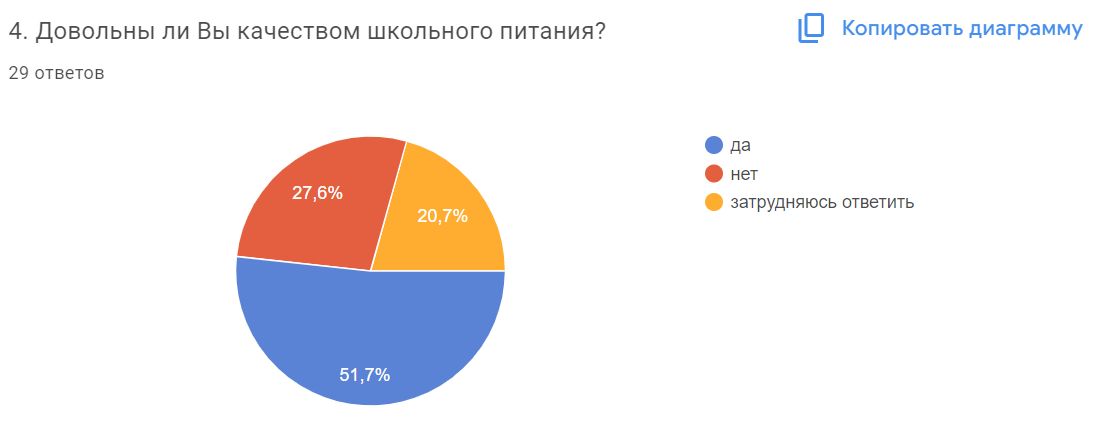 4. Довольны ли Вы качеством школьного питания?
Копировать диаграмму
29 ответов
27,6%
20,7%
51,7%
да
нет
затрудняюсь ответить